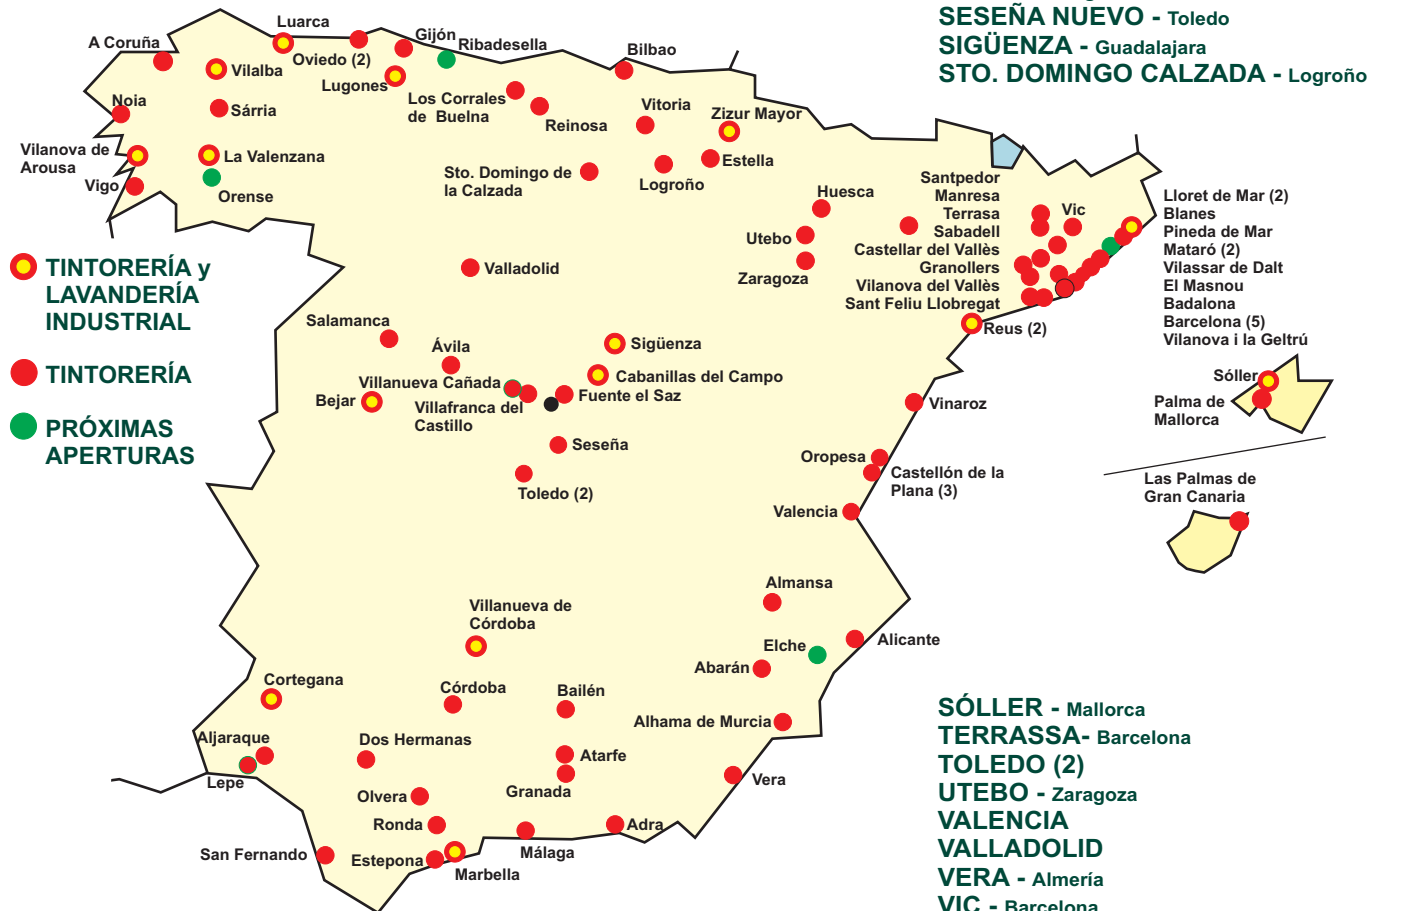 SESEÑA NUEVO - Toledo
SIGÜENZA - Guadalajara
STO. DOMINGO CALZADA - Logroño
Luarca
A Coruña
Gijón
Ribadesella
Oviedo (2)
Bilbao
Vilalba
Lugones
Los Corrales
de Buelna
Noia
Sárria
Reinosa
Vitoria
Zizur Mayor
Vilanova de
Arousa
La Valenzana
Estella
Vigo
Orense
Sto. Domingo de
la Calzada
Logroño
Huesca
Utebo
Zaragoza
Santpedor
Manresa
Terrasa
Sabadell
Castellar del Vallès
Granollers
Vilanova del Vallès
Sant Feliu Llobregat
Vic
Lloret de Mar (2)
Blanes
Pineda de Mar
Mataró (2)
Vilassar de Dalt
El Masnou
Badalona
Barcelona (5)
Vilanova i la Geltrú
Reus (2)
TINTORERÍA y
LAVANDERÍA
INDUSTRIAL
TINTORERÍA
PRÓXIMAS
APERTURAS
Valladolid
Salamanca
Ávila
Sigüenza
Villanueva Cañada
Cabanillas del Campo
Bejar
Fuente el Saz
Villafranca del
Castillo
Seseña
Toledo (2)
Vinaroz
Sóller
Palma de
Mallorca
Oropesa
Castellón de la
Plana (3)
Valencia
Las Palmas de
Gran Canaria
Almansa
Villanueva de
Córdoba
Elche
Alicante
Abarán
Cortegana
Córdoba
Bailén
Alhama de Murcia
Aljaraque
Dos Hermanas
Atarfe
Lepe
Granada
Vera
Olvera
Ronda
Adra
San Fernando
Estepona
Málaga
Marbella
SÓLLER - Mallorca
TERRASSA- Barcelona
TOLEDO (2)
UTEBO - Zaragoza
VALENCIA
VALLADOLID
VERA - Almería
VIC - Barcelona